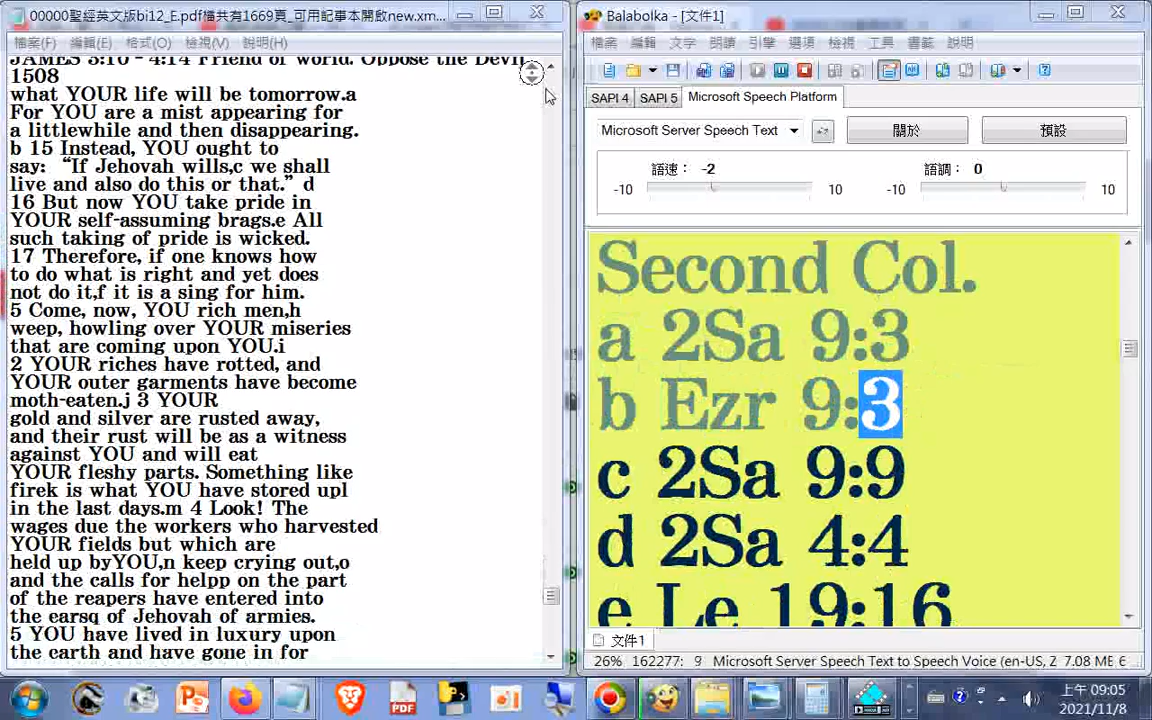 00000聖經英文版bi12_E.pdf檔共有1669頁_可用記事本開啟new.xm...
檔案(F) 編輯(E) 格式(O) 檢視(V) 說明(H)
JAMES 3:10 - 4:14 Friend of world. Oppose the Devil
1508
what YOUR life will be tomorrow.a
For YOU are a mist appearing for
a littlewhile and then disappearing.
b 15 Instead, YOU ought to
say: “If Jehovah wills,c we shall
live and also do this or that.” d
16 But now YOU take pride in
YOUR self-assuming brags.e All
such taking of pride is wicked.
17 Therefore, if one knows how
to do what is right and yet does
not do it,f it is a sing for him.
5 Come, now, YOU rich men,h
weep, howling over YOUR miseries
that are coming upon YOU.i
2 YOUR riches have rotted, and
YOUR outer garments have become
moth-eaten.j 3 YOUR
gold and silver are rusted away,
and their rust will be as a witness
against YOU and will eat
YOUR fleshy parts. Something like
firek is what YOU have stored upl
in the last days.m 4 Look! The
wages due the workers who harvested
YOUR fields but which are
held up byYOU,n keep crying out,o
and the calls for helpp on the part
of the reapers have entered into
the earsq of Jehovah of armies.
5 YOU have lived in luxury upon
the earth and have gone in for
Balabolka - [文件1]
檔案 編輯 文字 朗讀 引擎 選項 檢視 工具 書籤 說明
SAPI 4 SAPI 5 Microsoft Speech Platform
Microsoft Server Speech Text 關於 預設
語速： -2 語調： 0
-10 10 -10 10
Second Col.
a 2Sa 9:3
b Ezr 9:3
c 2Sa 9:9
d 2Sa 4:4
e Le 19:16
文件1
26% 162277: 9 Microsoft Server Speech Text to Speech Voice (en-US, Z 7.08 MB 6
上午 09:05
2021/11/8